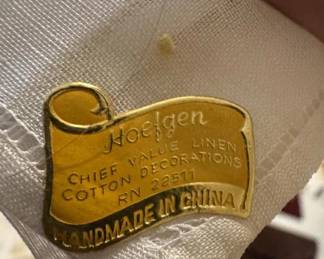 Hoefgen
CHIEF VALUE LINEN
COTTON DECORATIONS
RN 22511
HANDMADE IN CHINA